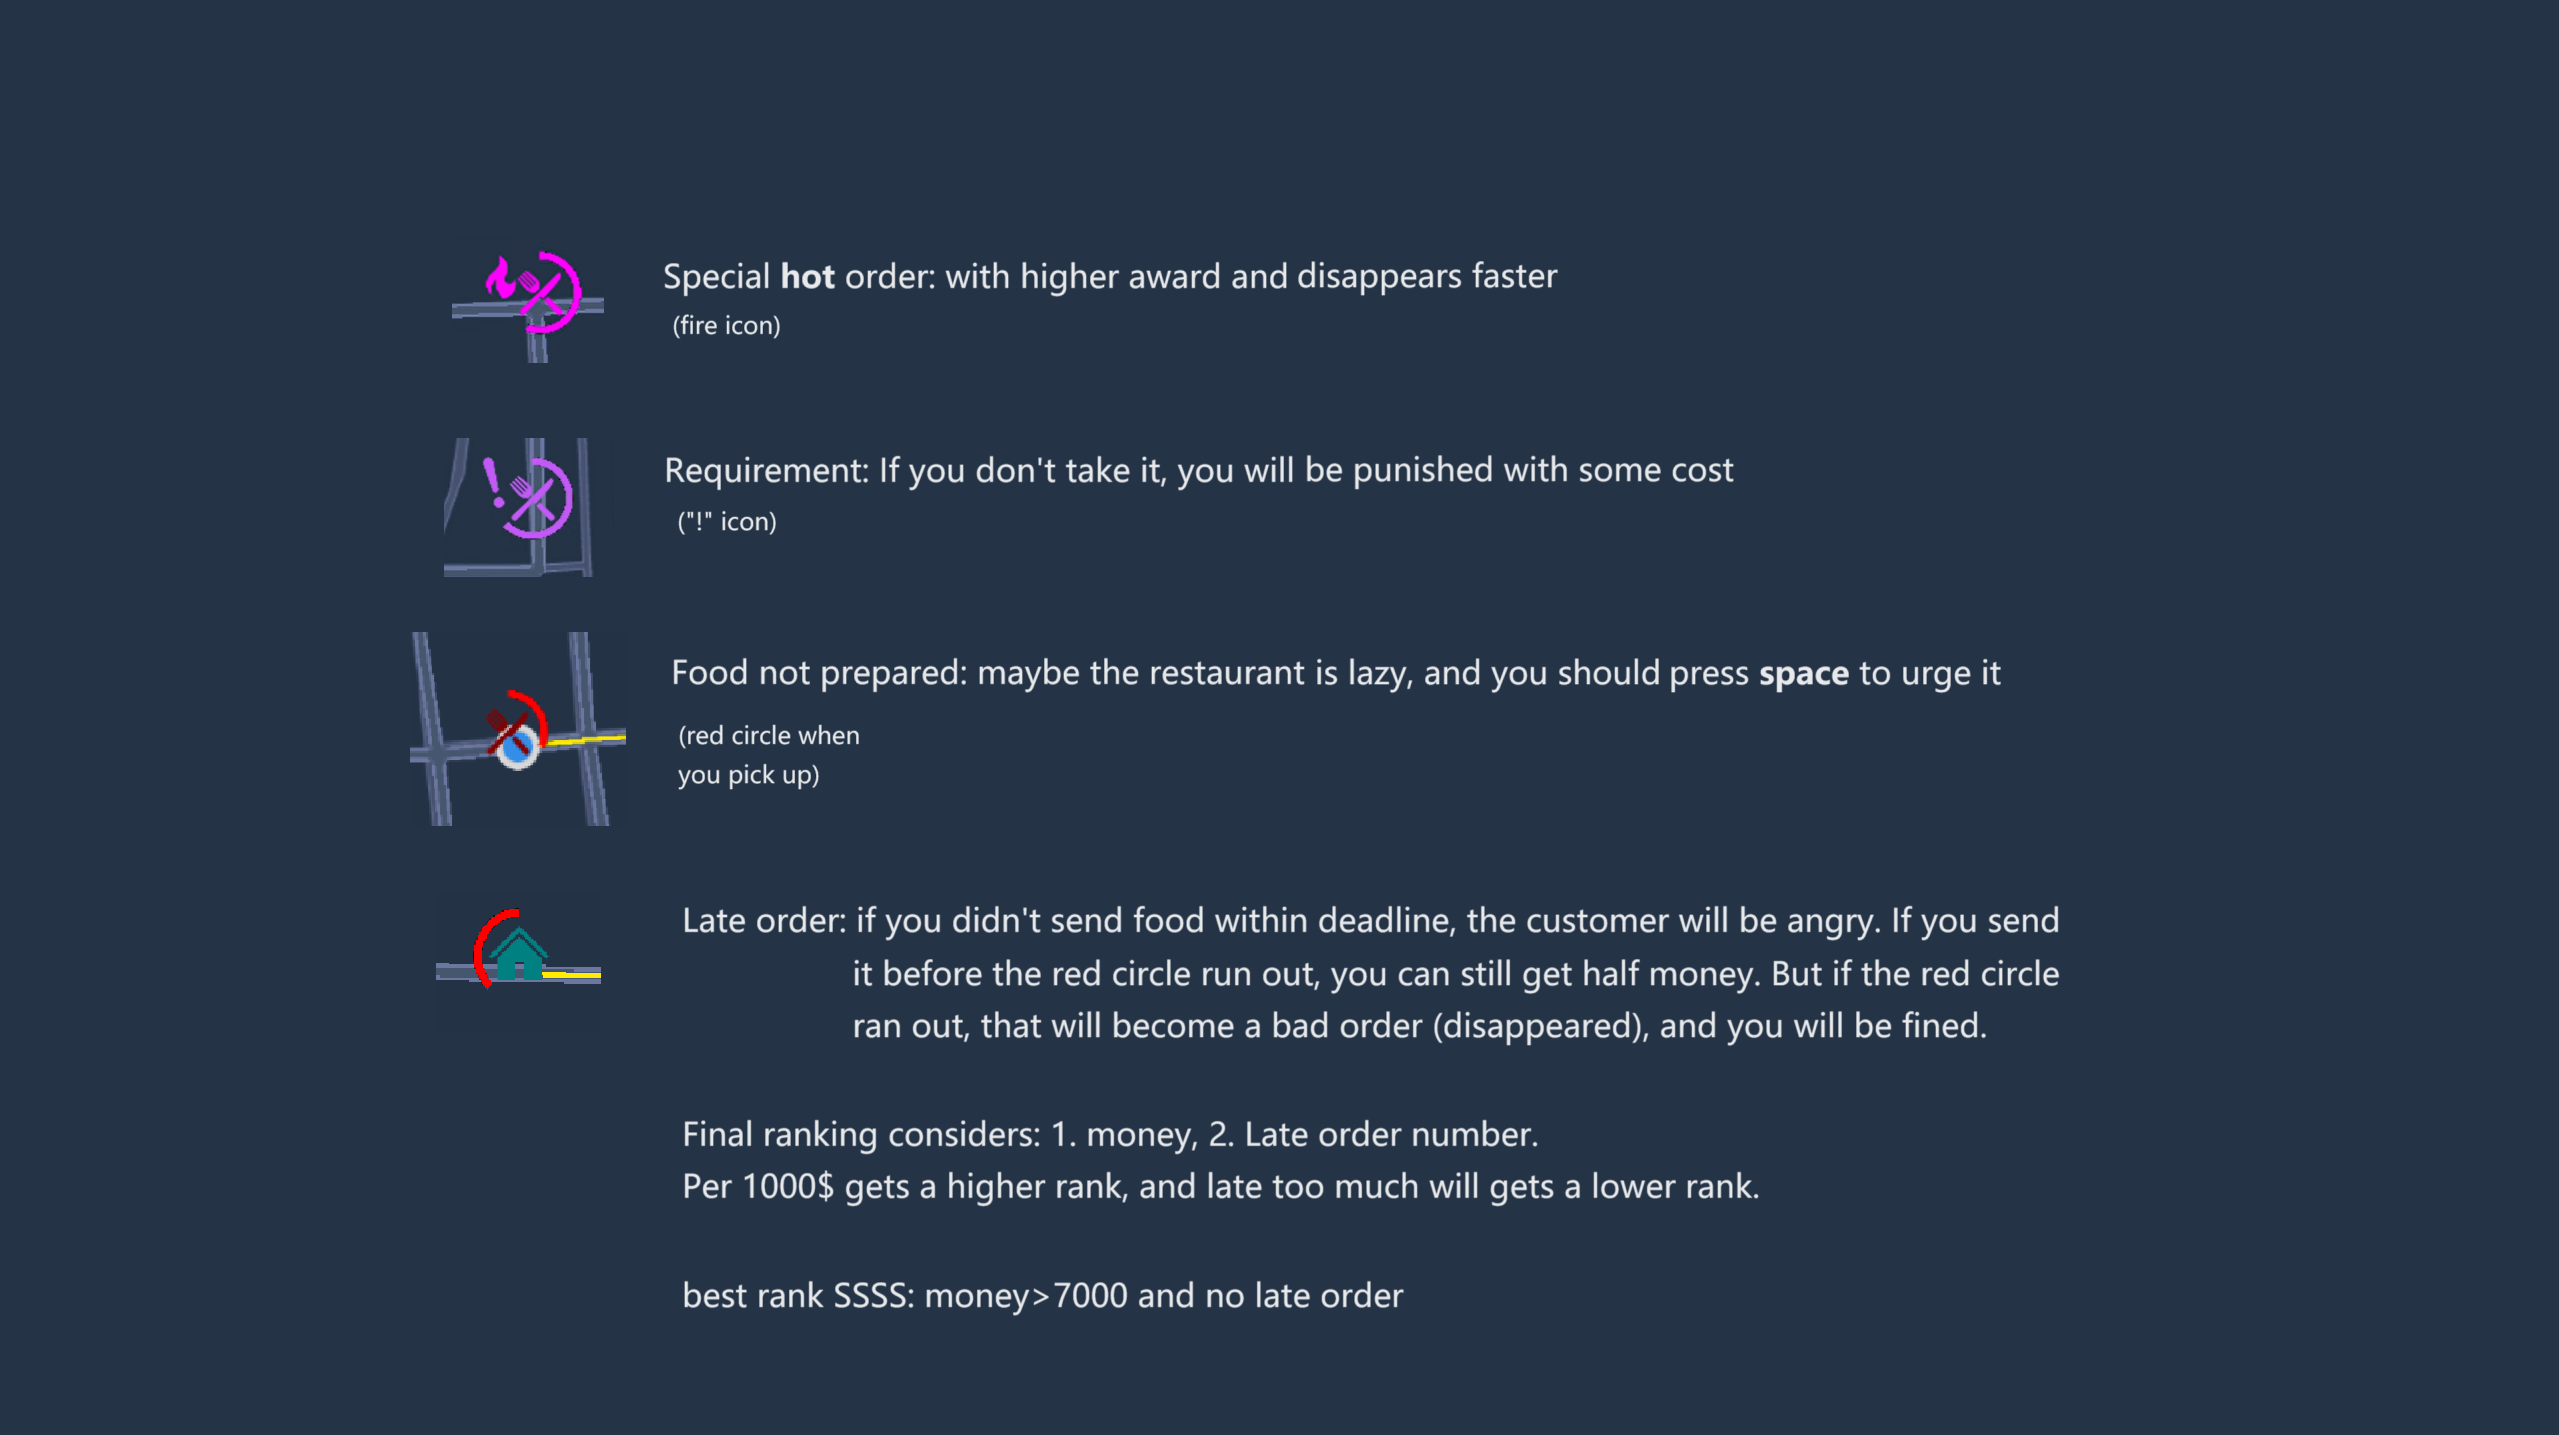 Special hot order: with higher award and disappears faster
(fire icon)
Requirement: If you don't take it, you will be punished with some cost
("!" icon)
Food not prepared: maybe the restaurant is lazy, and you should press space to urge it
(red circle when
you pick up)
Late order: if you didn't send food within deadline, the customer will be angry. If you send
it before the red circle run out, you can still get half money. But if the red circle
ran out, that will become a bad order (disappeared), and you will be fined.
Final ranking considers: 1. money, 2. Late order number.
Per 1000$ gets a higher rank, and late too much will gets a lower rank.
best rank SSSS: money>7000 and no late order